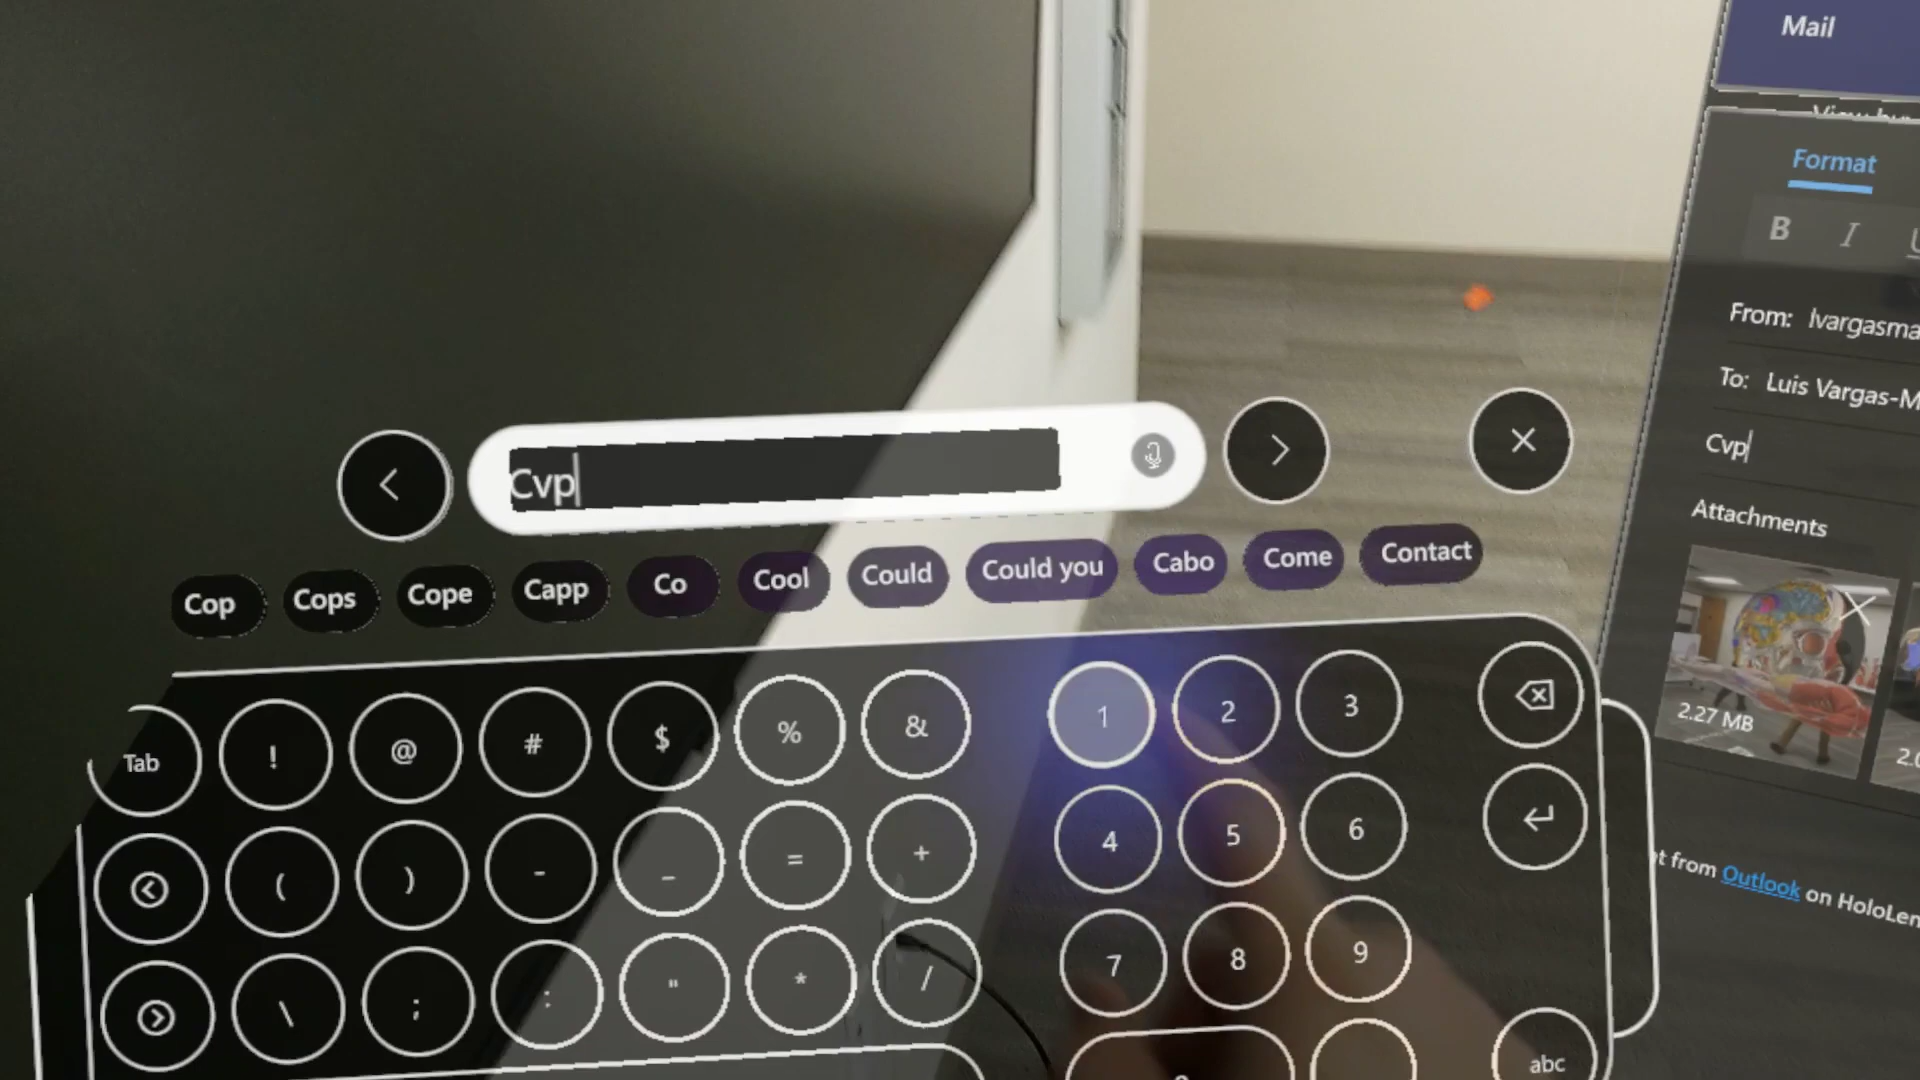 Mail
Format
B I
From: lvargasma
To: Luis Vargas-M
Cvp
Attachments
2.27 MB
Outlook on HoloLen
Cvp
Cop Cops Cope Capp Co Cool Could Could you Cabo Come Contact
Tab ! @ # $ % & 1 2 3
( ) - _ = + 4 5 6
\ ; : " * / 7 8 9
abc